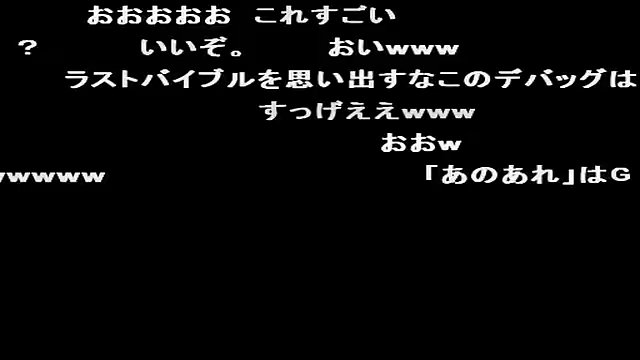 おおおおお これすごい
? いいぞ。 おいwww
ラストバイブルを思い出すなこのデバッグは
すっげええwww
おおw
wwwww 「あのあれ」はG